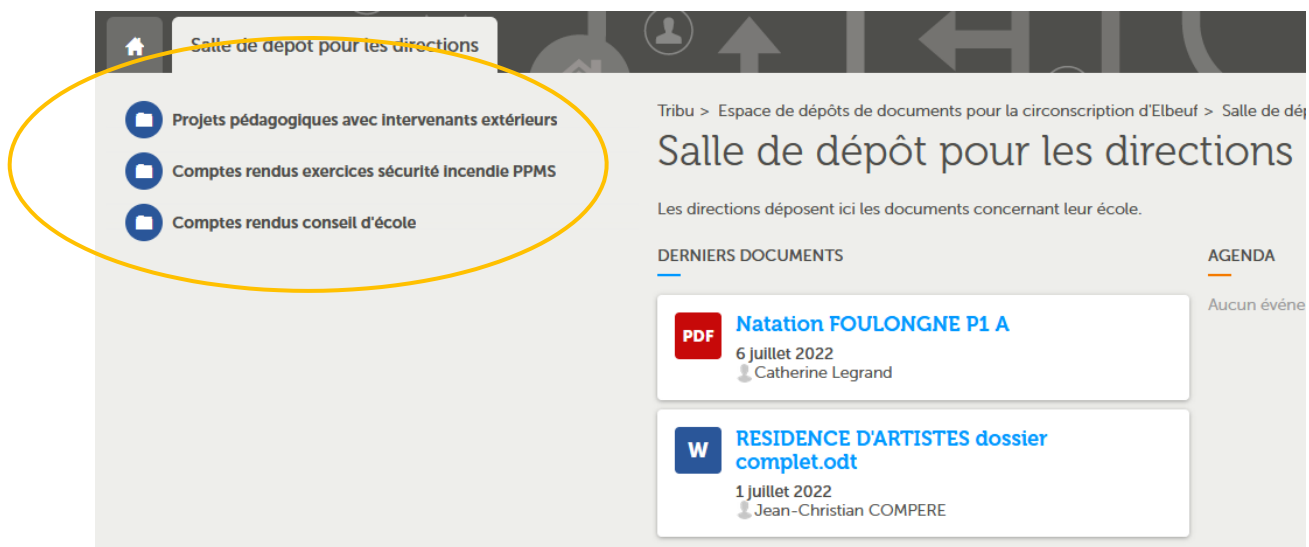 Salle de dépôt pour les directions
Projets pédagogiques avec intervenants extérieurs
Comptes rendus exercices sécurité incendie PPMS
Comptes rendus conseil d'école
Tribu > Espace de dépôts de documents pour la circonscription d'Elbeuf > Salle de dép
Salle de dépôt pour les directions
Les directions déposent ici les documents concernant leur école.
DERNIERS DOCUMENTS
PDF
Natation FOULONGNE P1 A
6 juillet 2022
Catherine Legrand
W
RESIDENCE D'ARTISTES dossier
complet.odt
1 juillet 2022
Jean-Christian COMPERE
AGENDA
Aucun événe